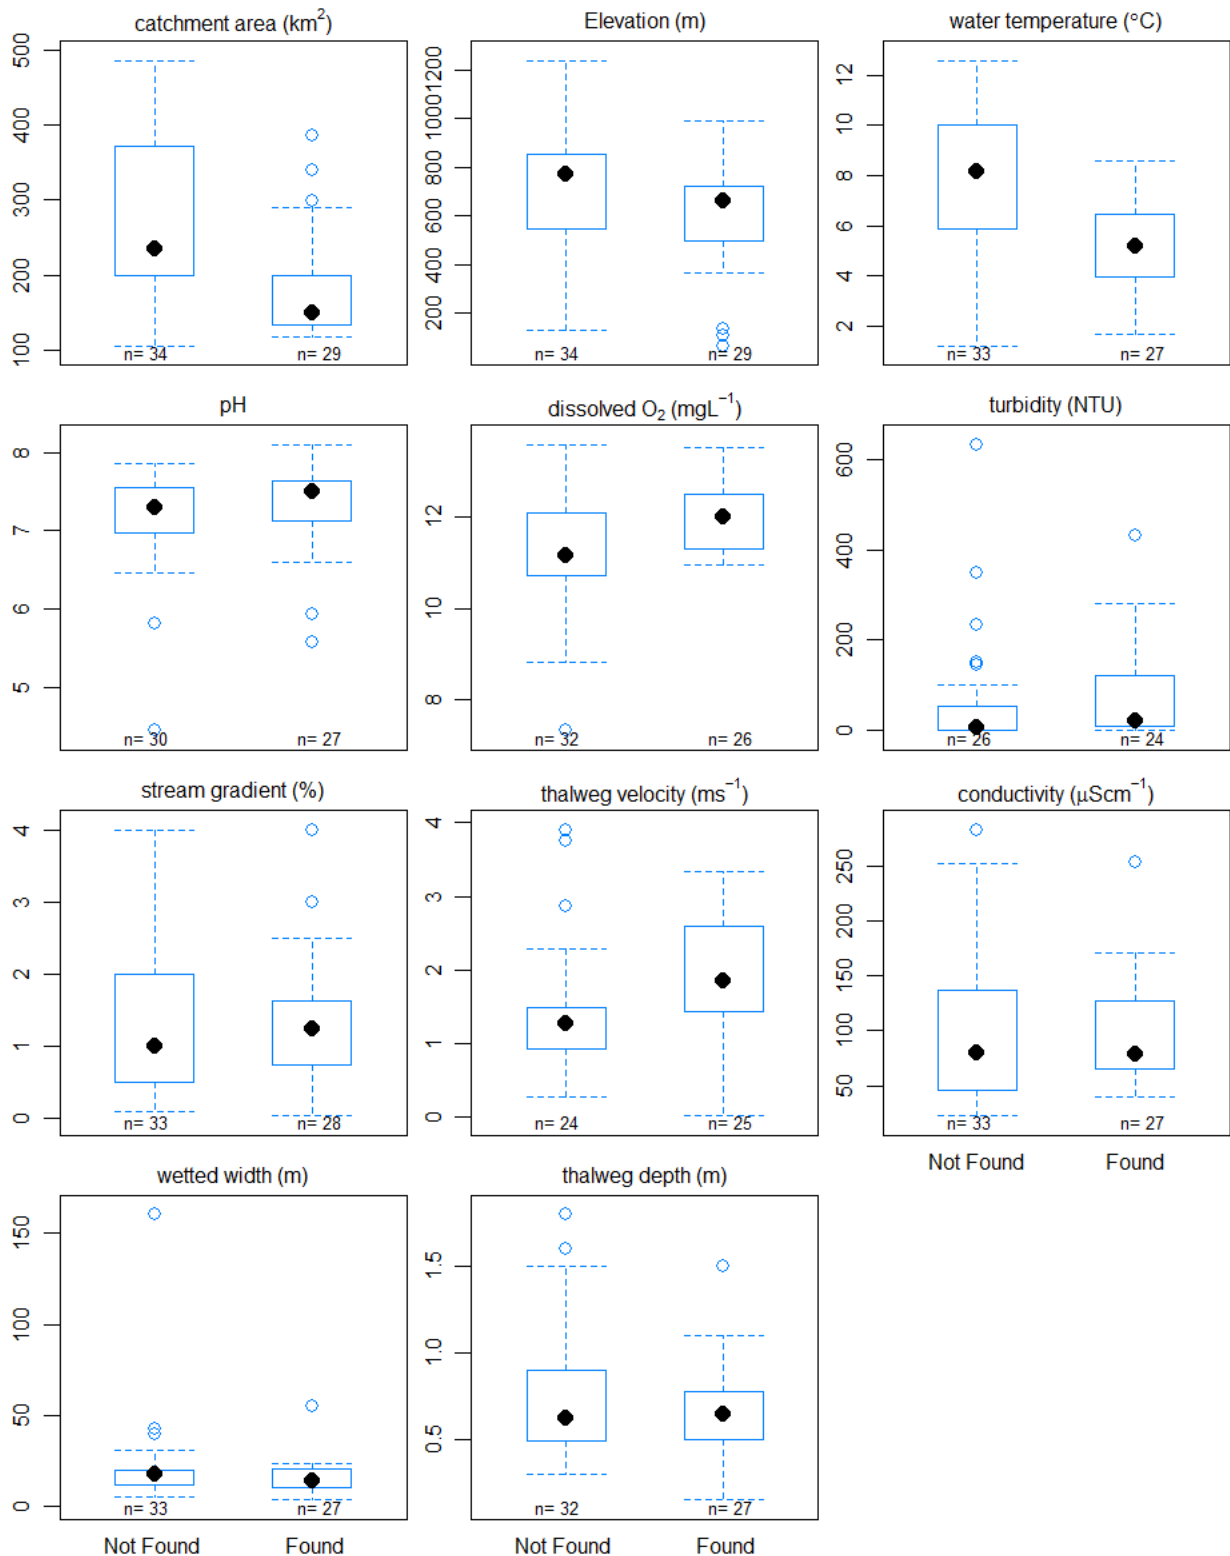 catchment area (km²)
Elevation (m)
water temperature (°C)
500
400
300
200
100
n= 34
n= 29
1200
1000
800
600
400
200
n= 34
n= 29
12
10
8
6
4
2
n= 33
n= 27
pH
dissolved O₂ (mgL⁻¹)
turbidity (NTU)
8
7
6
5
n= 30
n= 27
12
10
8
n= 32
n= 26
600
400
200
0
n= 26
n= 24
stream gradient (%)
thalweg velocity (ms⁻¹)
conductivity (μScm⁻¹)
4
3
2
1
0
n= 33
n= 28
4
3
2
1
0
n= 24
n= 25
250
200
150
100
50
n= 33
n= 27
Not Found
Found
wetted width (m)
thalweg depth (m)
150
100
50
0
n= 33
n= 27
1.5
1.0
0.5
n= 32
n= 27
Not Found
Found
Not Found
Found